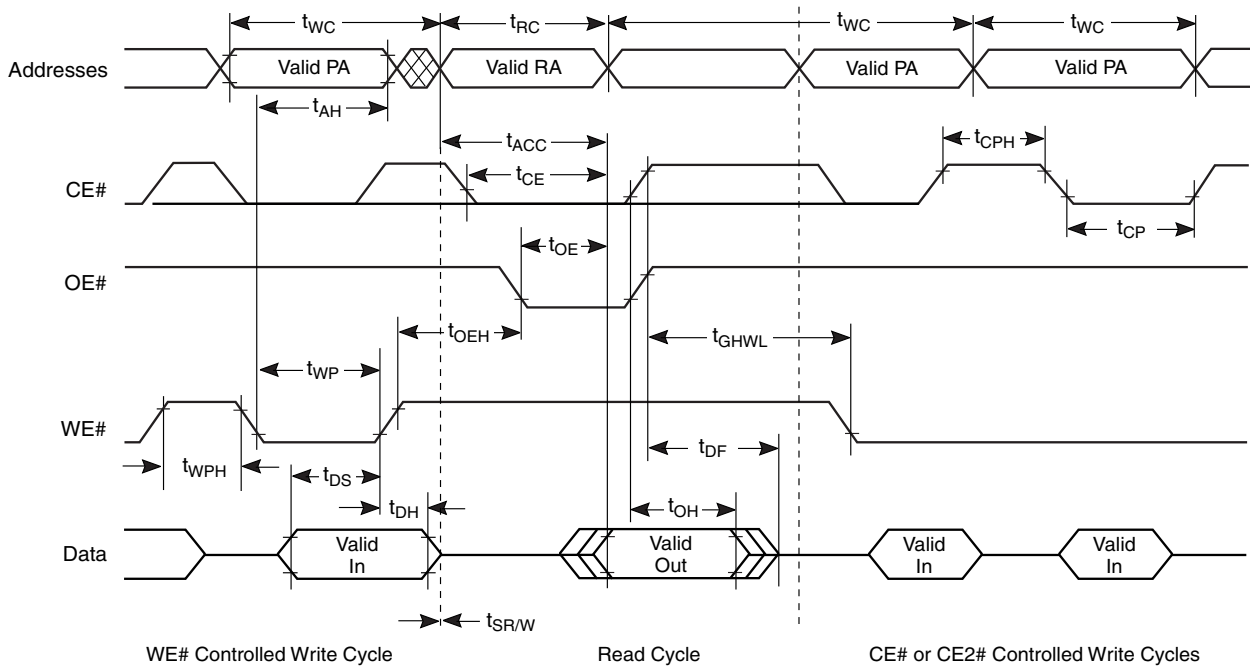 tWC tRC tWC tWC
Addresses Valid PA Valid RA Valid PA Valid PA
tAH
tACC tCPH
CE# tCE
tCP
tOE
OE#
tOEH tGHWL
tWP
WE#
tDF
tWPH tDS
tDH tOH
Data Valid In Valid Out Valid In Valid In
tSR/W
WE# Controlled Write Cycle Read Cycle CE# or CE2# Controlled Write Cycles